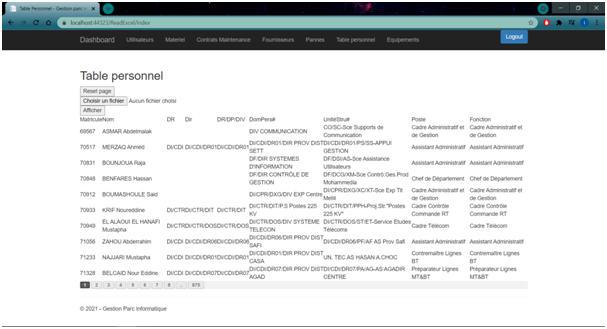 Table Personnel - Gestion parc In
localhost:44323/ReadExcel/Index
Dashboard Utilisateurs Materiel Contrats Maintenance Fournisseurs Pannes Table personnel Equipements Logout
Table personnel
Reset page
Choisir un fichier Aucun fichier choisi
Afficher
Matricule Nom DR Dir DR/DP/DIV DomPers# UnitéStru# Poste Fonction
69567 ASMAR Abdelmalak DIV COMMUNICATION CO/SC-Sce Supports de Communication Cadre Administratif et de Gestion Cadre Administratif et de Gestion
70517 MERZAQ Ahmed DI/CDI DI/CDI/DR01 DI/CDI/DR01 DI/CDI/DR01 DIR PROV DIST SETT DI/CDI/DR01/PS/SS-APPUI GESTION Assistant Administratif Assistant Administratif
70831 BOUNJOUA Raja DF/DIR SYSTEMES D'INFORMATION DF/DSI/AS-Sce Assistance Utilisateurs Assistant Administratif Assistant Administratif
70848 BENFARES Hassan DF/DIR CONTRÔLE DE GESTION DF/DCG/XM-Sce Contrô.Ges.Prod Mohammedia Chef de Département Chef de Département
70912 BOUMASHOULE Said DI/CPR/DXG/DIV EXP Centre DI/CPR/DXG/XC/XT-Sce Exp Tit Mellil Cadre Administratif et de Gestion Cadre Administratif et de Gestion
70933 KRIF Noureddine DI/CTR DI/CTR/DIT DI/CTR/DIT DI/CTR/DIT/P.S Postes 225 KV DI/CTR/DIT/PPH-Proj.Str."Postes 225 KV" Cadre Contrôle Commande RT Cadre Contrôle Commande RT
70949 EL ALAOUI EL HANAFI Mustapha DI/CTR DI/CTR/DOS DI/CTR/DOS DI/CTR/DOS/DIV SYSTÈME TELECON DI/CTR/DOS/ST/ET-Service Etudes Télécoms Cadre Télécom Cadre Télécom
71056 ZAHOU Abderrahim DI/CDI DI/CDI/DR06 DI/CDI/DR06 DI/CDI/DR06/DIR PROV DIST SAFI DI/CDI/DR06/PF/AF AS Prov Safi Assistant Administratif Assistant Administratif
71233 NAJJARI Mustapha DI/CDI DI/CDI/DR01 DI/CDI/DR01 DI/CDI/DR01/DIR PROV DIST CASA UN. TEC.AS HASAN A.CHOC Contremaître Lignes BT Contremaître Lignes BT
71328 BELCAID Nour Eddine DI/CDI DI/CDI/DR07 DI/CDI/DR07 DI/CDI/DR07/DIR PROV DIST AGAD DI/CDI/DR07/PA/AG-AS AGADIR CENTRE Préparateur Lignes MT&BT Préparateur Lignes MT&BT
1 2 3 4 5 6 7 8 .. 875
© 2021 - Gestion Parc Informatique